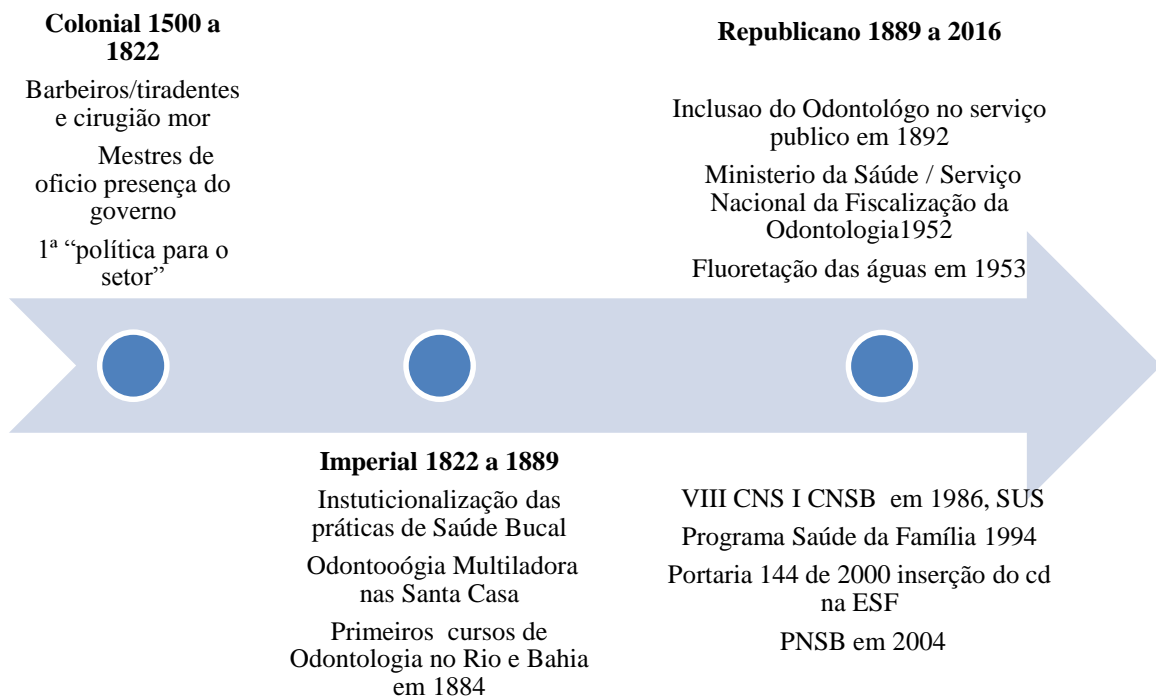 Colonial 1500 a
1822
Barbeiros/tiradentes
e cirugião mor
Mestres de
oficio presença do
governo
1ª “política para o
setor”
Republicano 1889 a 2016
Inclusao do Odontológo no serviço
publico em 1892
Ministerio da Sáúde / Serviço
Nacional da Fiscalização da
Odontologia1952
Fluoretação das águas em 1953
Imperial 1822 a 1889
Instuticionalização das
práticas de Saúde Bucal
Odontooógia Multiladora
nas Santa Casa
Primeiros cursos de
Odontologia no Rio e Bahia
em 1884
VIII CNS I CNSB em 1986, SUS
Programa Saúde da Família 1994
Portaria 144 de 2000 inserção do cd
na ESF
PNSB em 2004